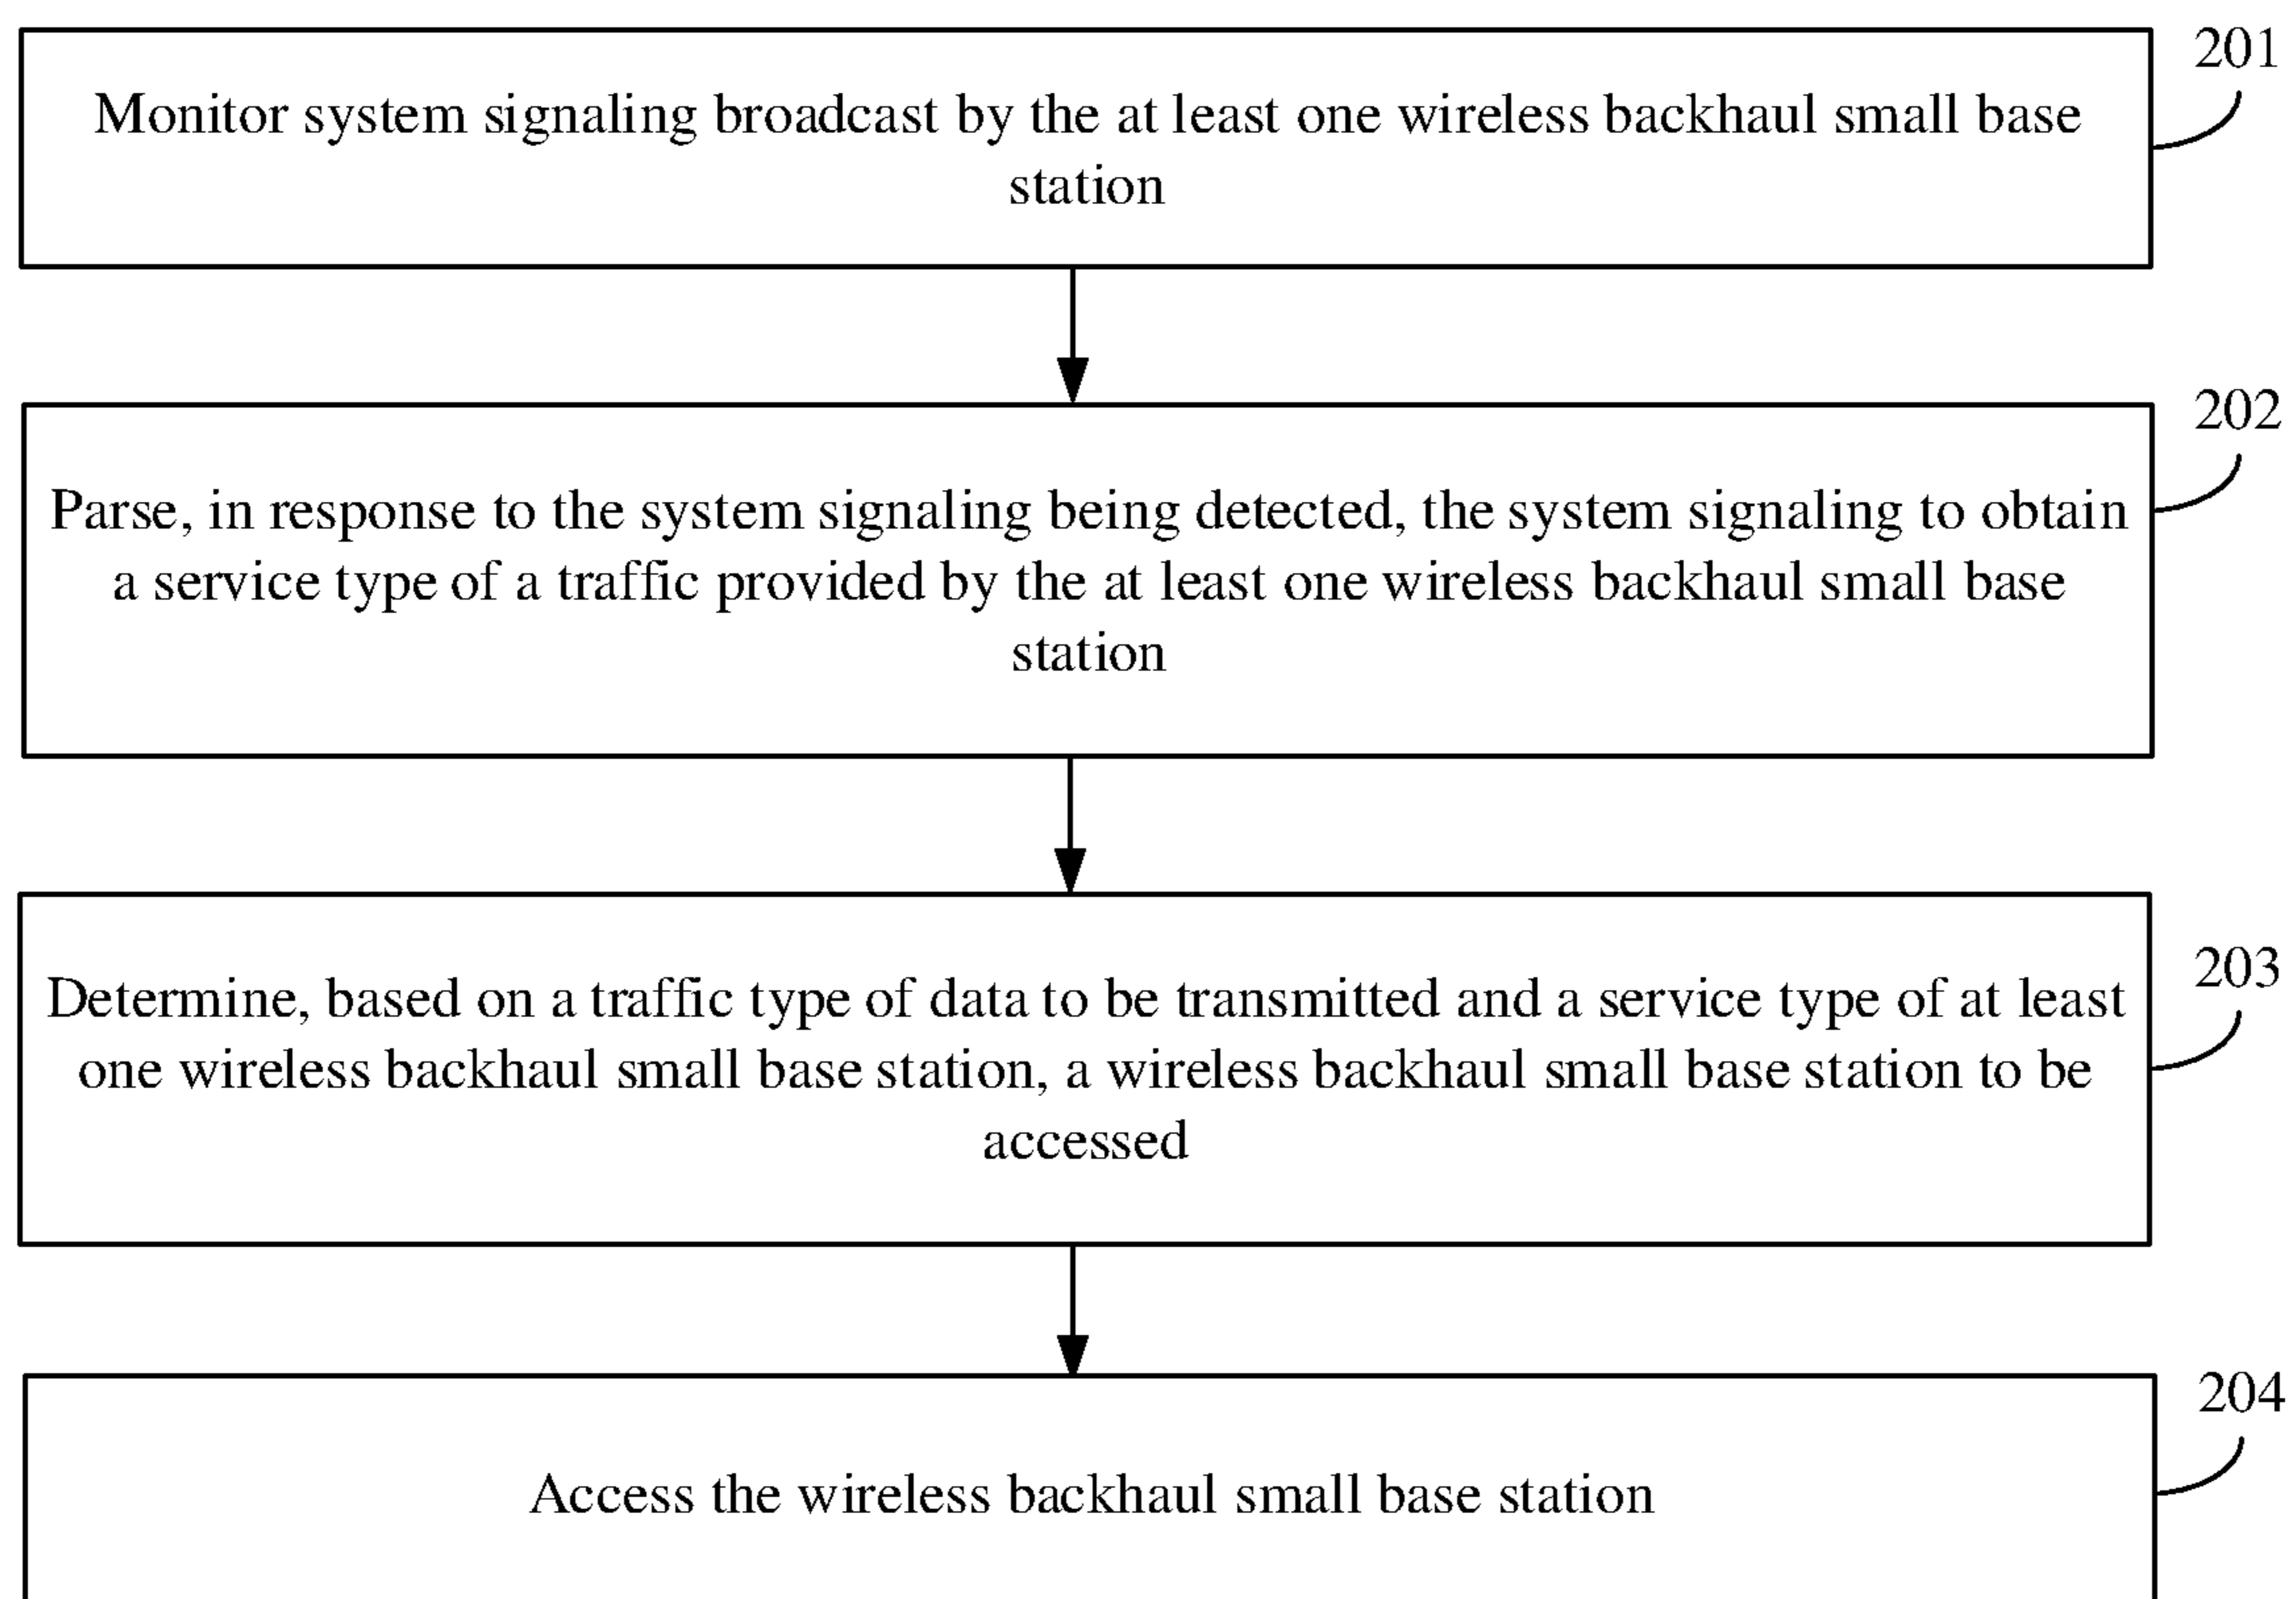 201
Monitor system signaling broadcast by the at least one wireless backhaul small base
station
202
Parse, in response to the system signaling being detected, the system signaling to obtain
a service type of a traffic provided by the at least one wireless backhaul small base
station
203
Determine, based on a traffic type of data to be transmitted and a service type of at least
one wireless backhaul small base station, a wireless backhaul small base station to be
accessed
204
Access the wireless backhaul small base station